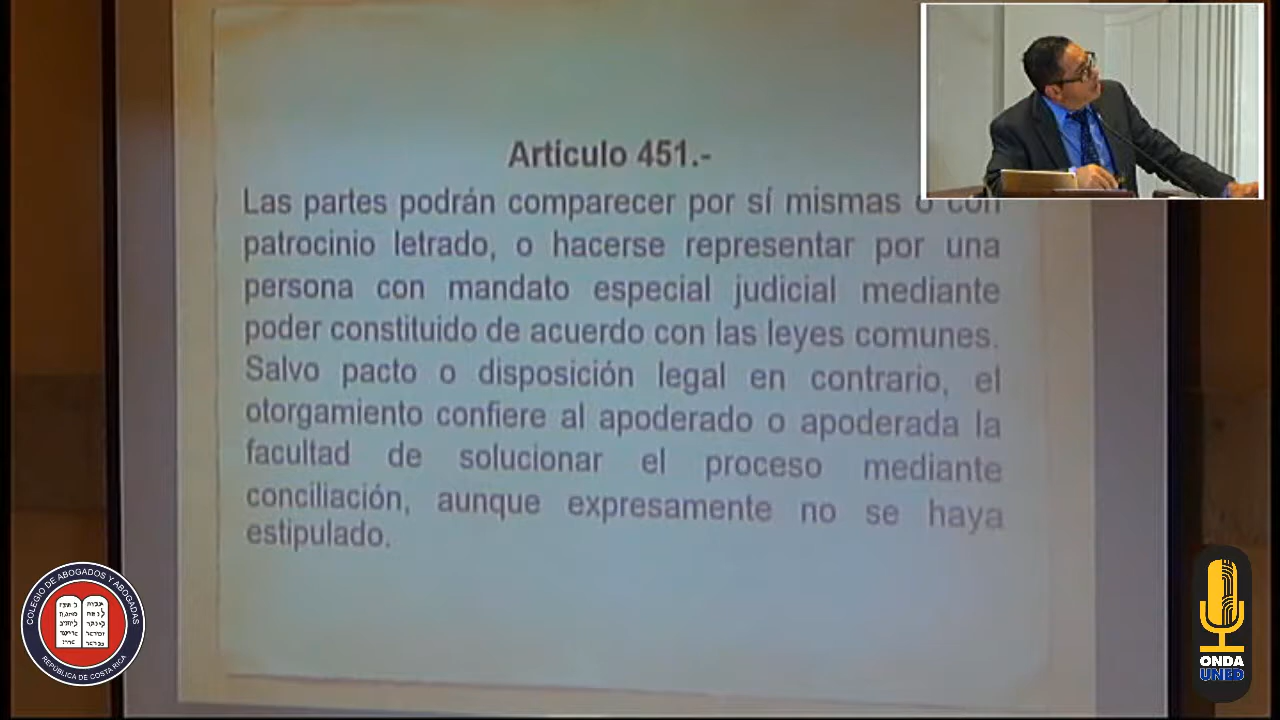 Artículo 451.-
Las partes podrán comparecer por sí mismas o con
patrocinio letrado, o hacerse representar por una
persona con mandato especial judicial mediante
poder constituido de acuerdo con las leyes comunes.
Salvo pacto o disposición legal en contrario, el
otorgamiento confiere al apoderado o apoderada la
facultad de solucionar el proceso mediante
conciliación, aunque expresamente no se haya
estipulado.
COLEGIO DE ABOGADOS Y ABOGADAS
REPÚBLICA DE COSTA RICA
ONDA
UNED